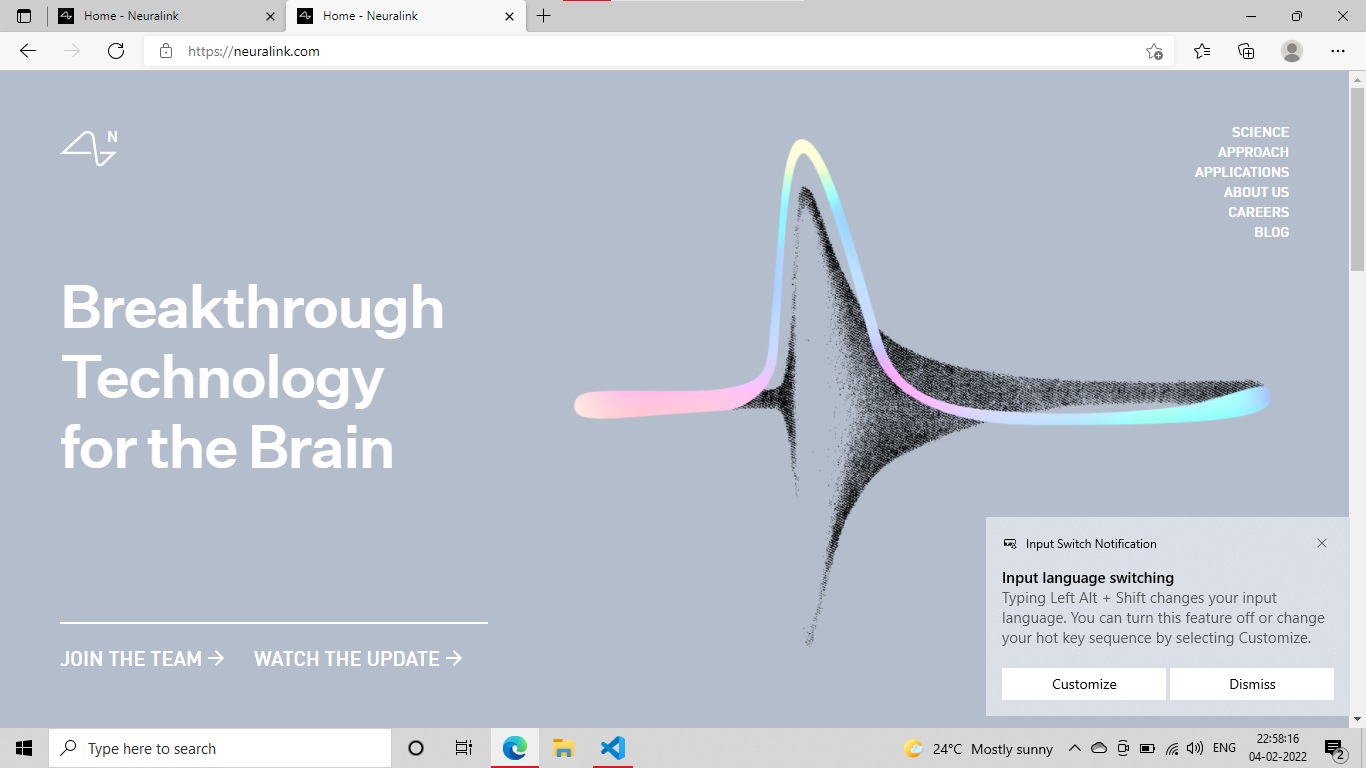 Home - Neuralink
Home - Neuralink
https://neuralink.com
N
SCIENCE
APPROACH
APPLICATIONS
ABOUT US
CAREERS
BLOG
Breakthrough
Technology
for the Brain
JOIN THE TEAM → WATCH THE UPDATE →
Input Switch Notification
Input language switching
Typing Left Alt + Shift changes your input
language. You can turn this feature off or change
your hot key sequence by selecting Customize.
Customize Dismiss
Type here to search
24°C Mostly sunny
ENG
22:58:16
04-02-2022
2